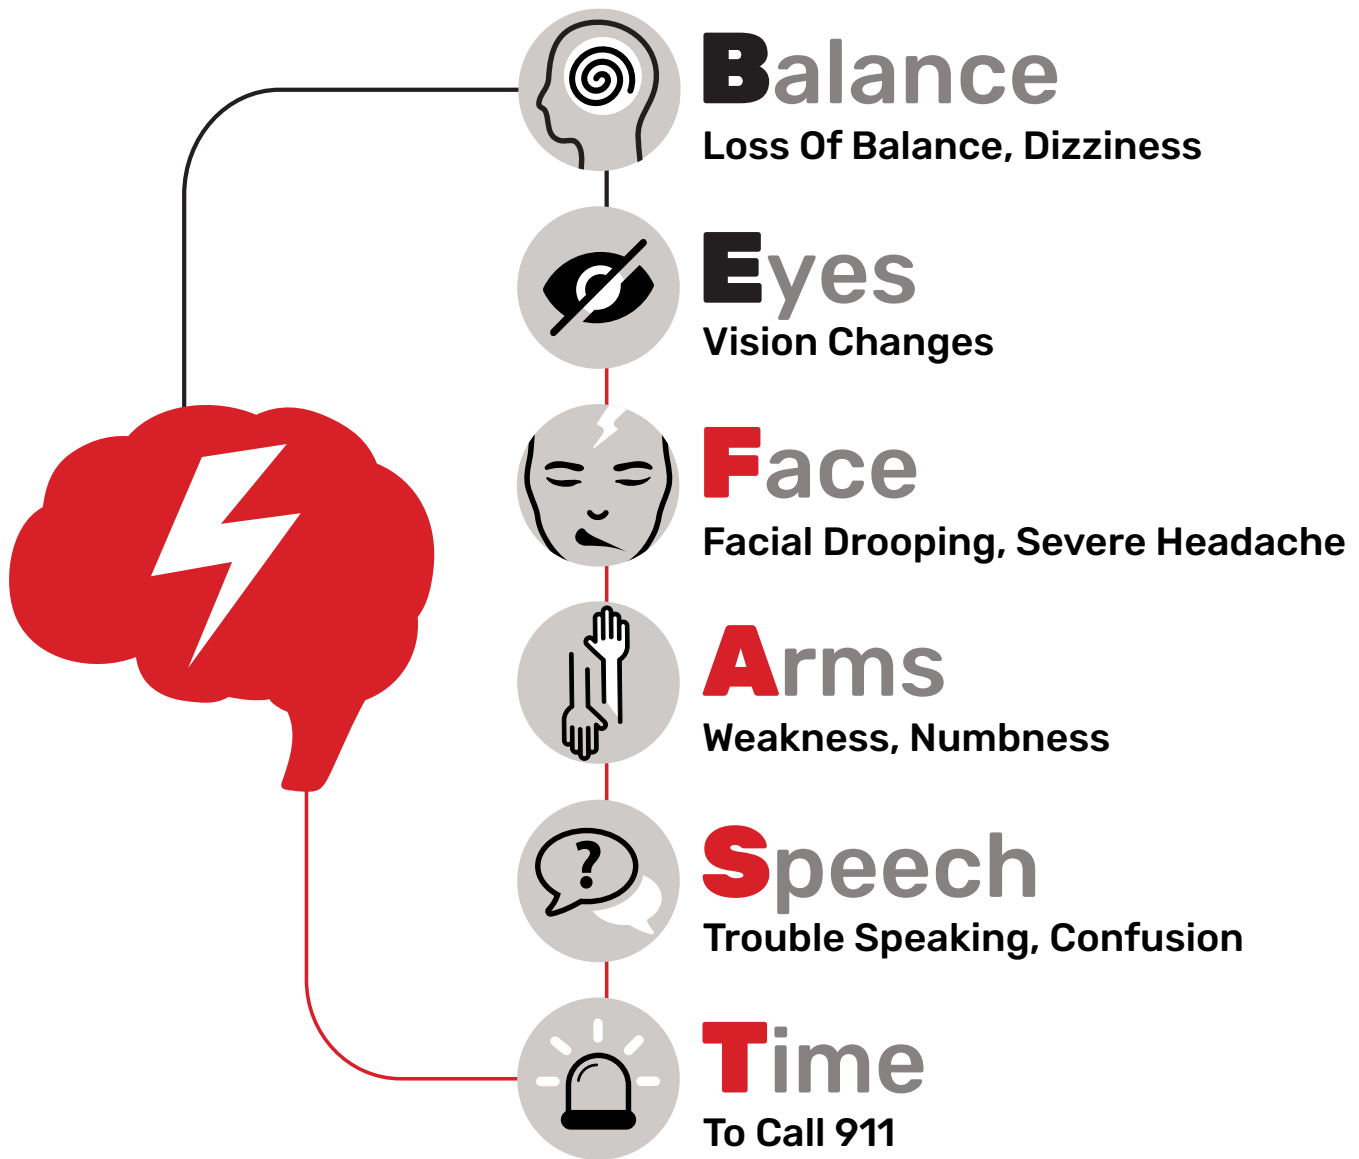 Balance
Loss Of Balance, Dizziness
Eyes
Vision Changes
Face
Facial Drooping, Severe Headache
Arms
Weakness, Numbness
?
Speech
Trouble Speaking, Confusion
Time
To Call 911